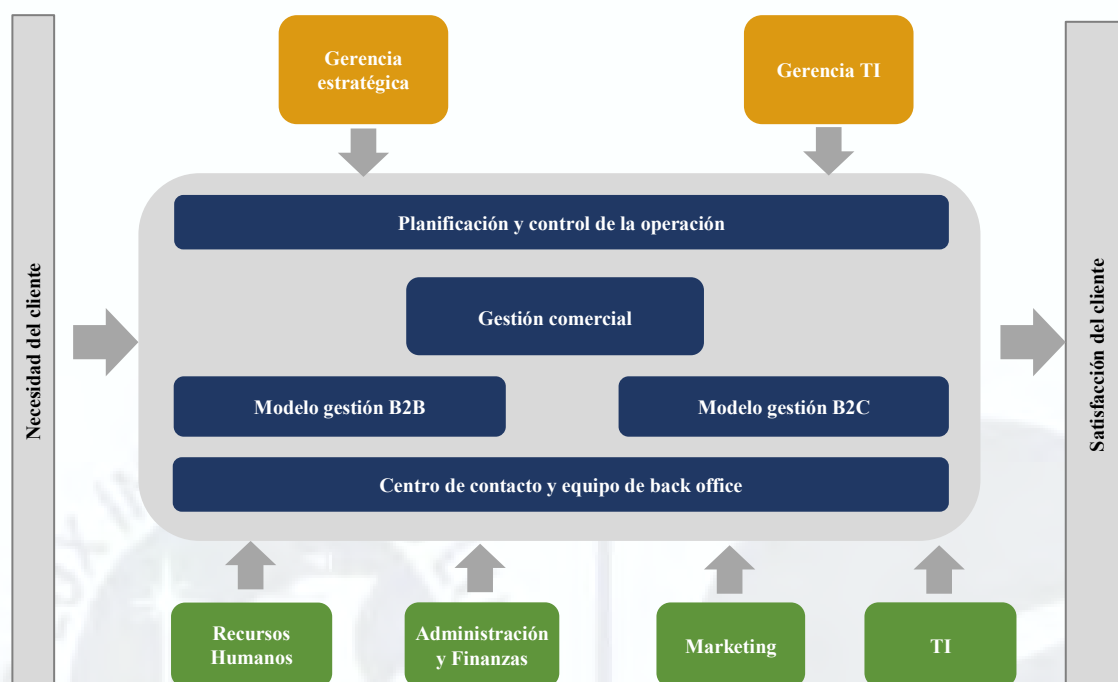 Gerencia
estratégica
Gerencia TI
Necesidad del cliente
Planificación y control de la operación
Gestión comercial
Modelo gestión B2B
Modelo gestión B2C
Centro de contacto y equipo de back office
Satisfacción del cliente
Recursos
Humanos
Administración
y Finanzas
Marketing
TI